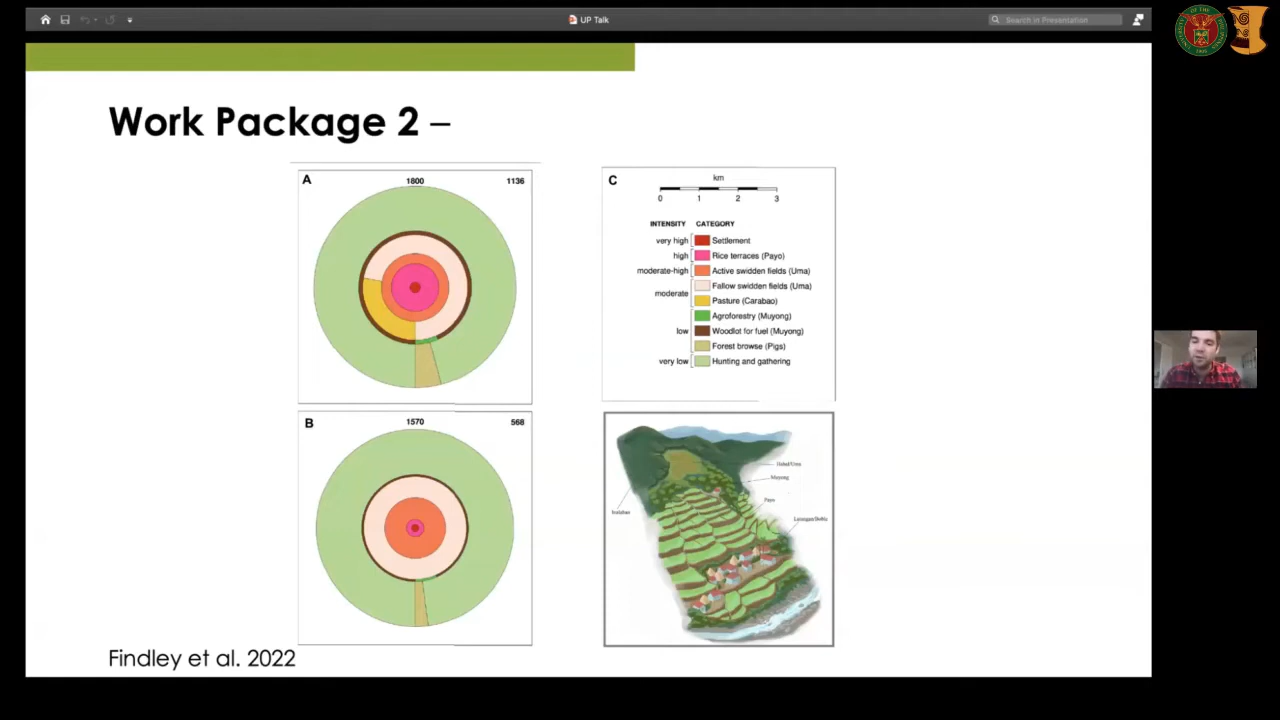 UP Talk
Search in Presentation
Work Package 2 –
A
1800
1136
B
1570
568
C
km
0 1 2 3
INTENSITY CATEGORY
very high Settlement
high Rice terraces (Payo)
moderate-high Active swidden fields (Uma)
moderate Fallow swidden fields (Uma)
Pasture (Carabao)
Agroforestry (Muyong)
low Woodlot for fuel (Muyong)
Forest browse (Pigs)
very low Hunting and gathering
Muyong
Payo
Findley et al. 2022